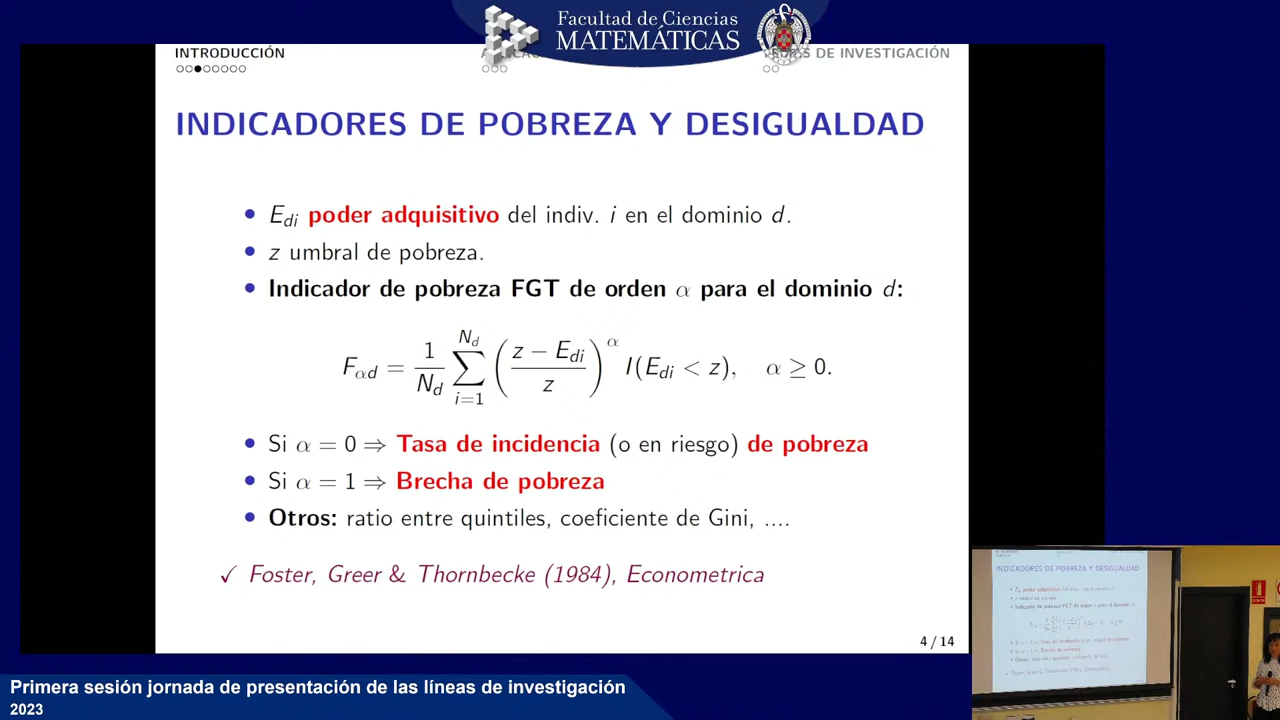 Facultad de Ciencias
MATEMÁTICAS
INTRODUCCIÓN
DE INVESTIGACIÓN
INDICADORES DE POBREZA Y DESIGUALDAD
• E_di poder adquisitivo del indiv. i en el dominio d.
• z umbral de pobreza.
• Indicador de pobreza FGT de orden α para el dominio d:
F_αd = 1/N_d ∑_{i=1}^{N_d} ((z − E_di)/z)^α I(E_di < z), α ≥ 0.
• Si α = 0 ⇒ Tasa de incidencia (o en riesgo) de pobreza
• Si α = 1 ⇒ Brecha de pobreza
• Otros: ratio entre quintiles, coeficiente de Gini, ....
✓ Foster, Greer & Thornbecke (1984), Econometrica
4 / 14
INDICADORES DE POBREZA Y DESIGUALDAD
Primera sesión jornada de presentación de las líneas de investigación
2023